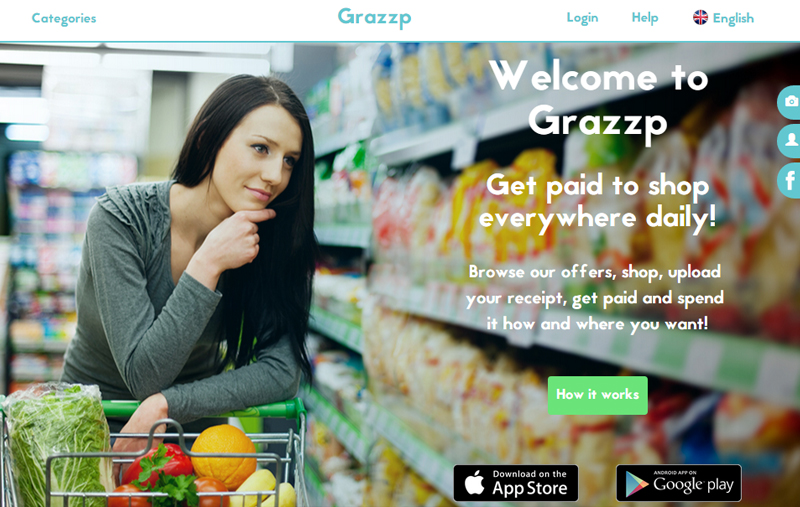 Categories
Grazzp
Login
Help
English
Welcome to
Grazzp
Get paid to shop
everywhere daily!
Browse our offers, shop, upload
your receipt, get paid and spend
it how and where you want!
How it works
Download on the
App Store
ANDROID APP ON
Google play